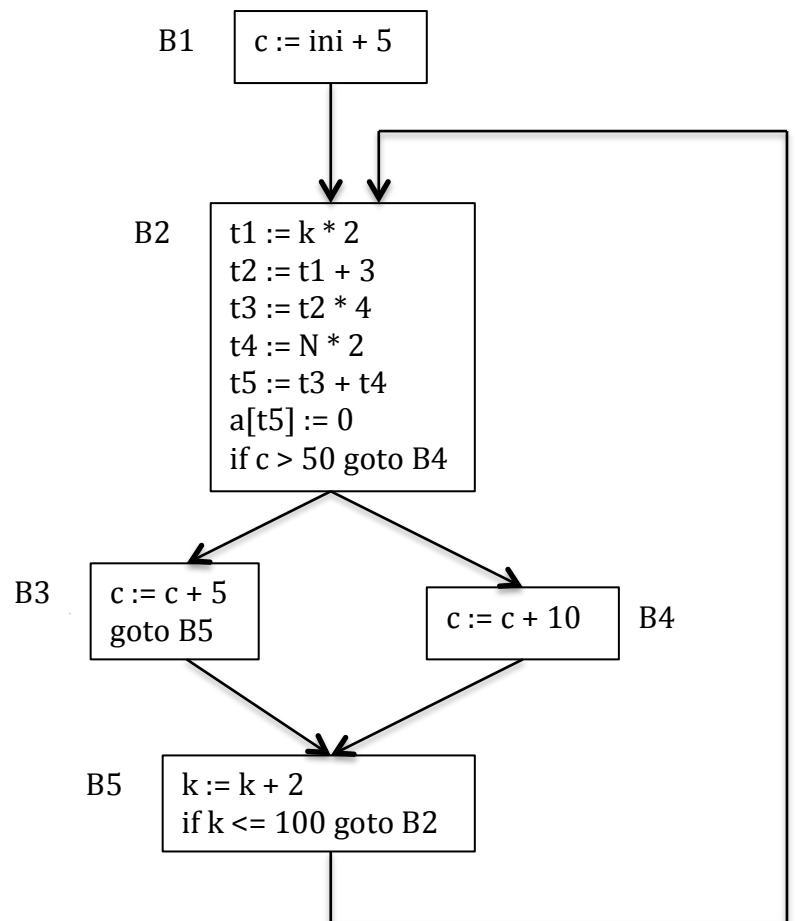 B1
c := ini + 5
B2
t1 := k * 2
t2 := t1 + 3
t3 := t2 * 4
t4 := N * 2
t5 := t3 + t4
a[t5] := 0
if c > 50 goto B4
B3
c := c + 5
goto B5
c := c + 10
B4
B5
k := k + 2
if k <= 100 goto B2